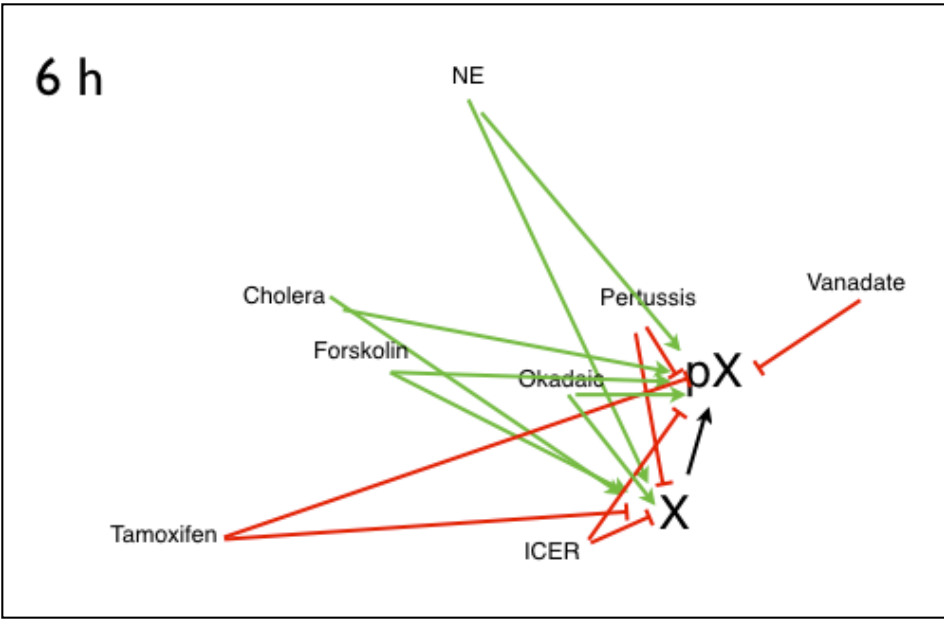 6 h
NE
Vanadate
Cholera
Pertussis
Forskolin
Okadaic
pX
X
Tamoxifen
ICER